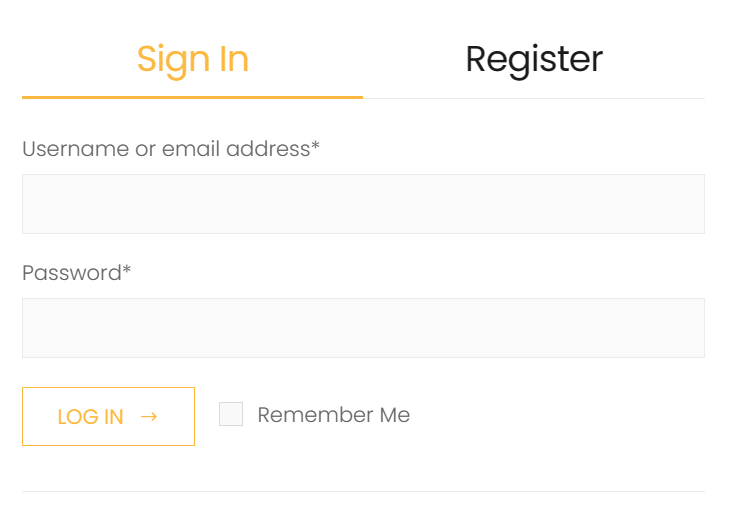 Sign In Register
Username or email address*
Password*
LOG IN → Remember Me